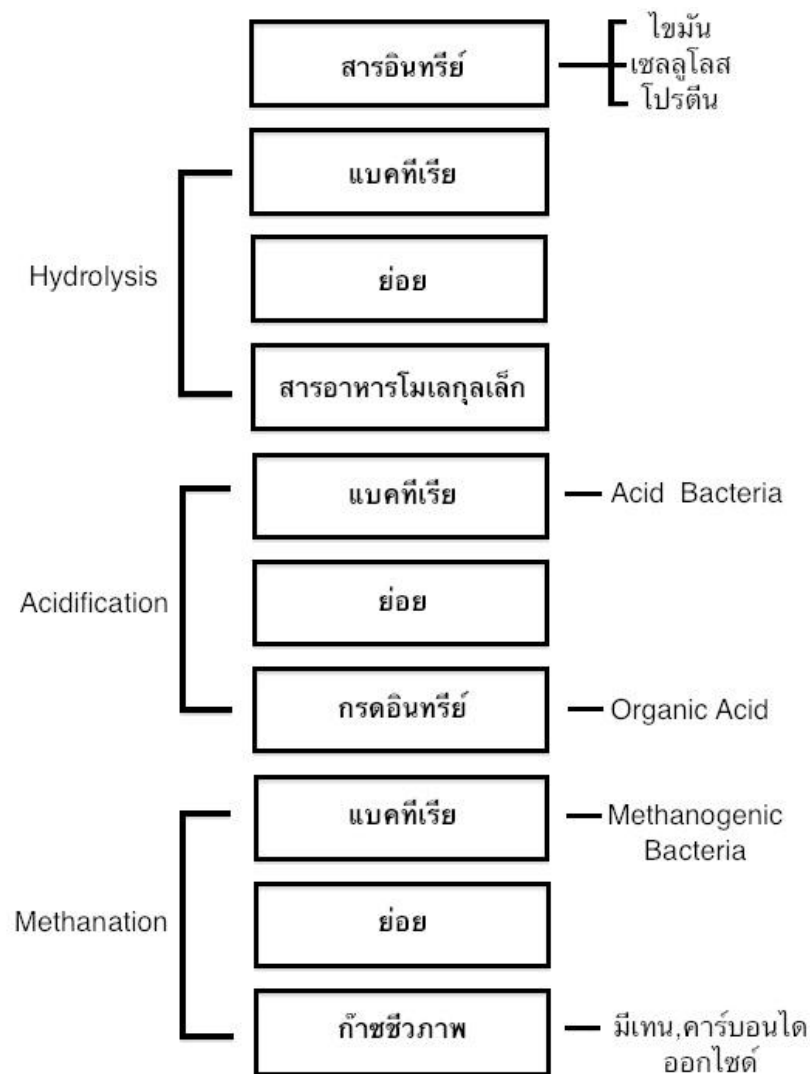 สารอินทรีย์
ไขมัน
เซลลูโลส
โปรตีน
แบคทีเรีย
Hydrolysis
ย่อย
สารอาหารโมเลกุลเล็ก
แบคทีเรีย
Acid Bacteria
Acidification
ย่อย
กรดอินทรีย์
Organic Acid
แบคทีเรีย
Methanogenic
Bacteria
Methanation
ย่อย
ก๊าซชีวภาพ
มีเทน,คาร์บอนได
ออกไซด์